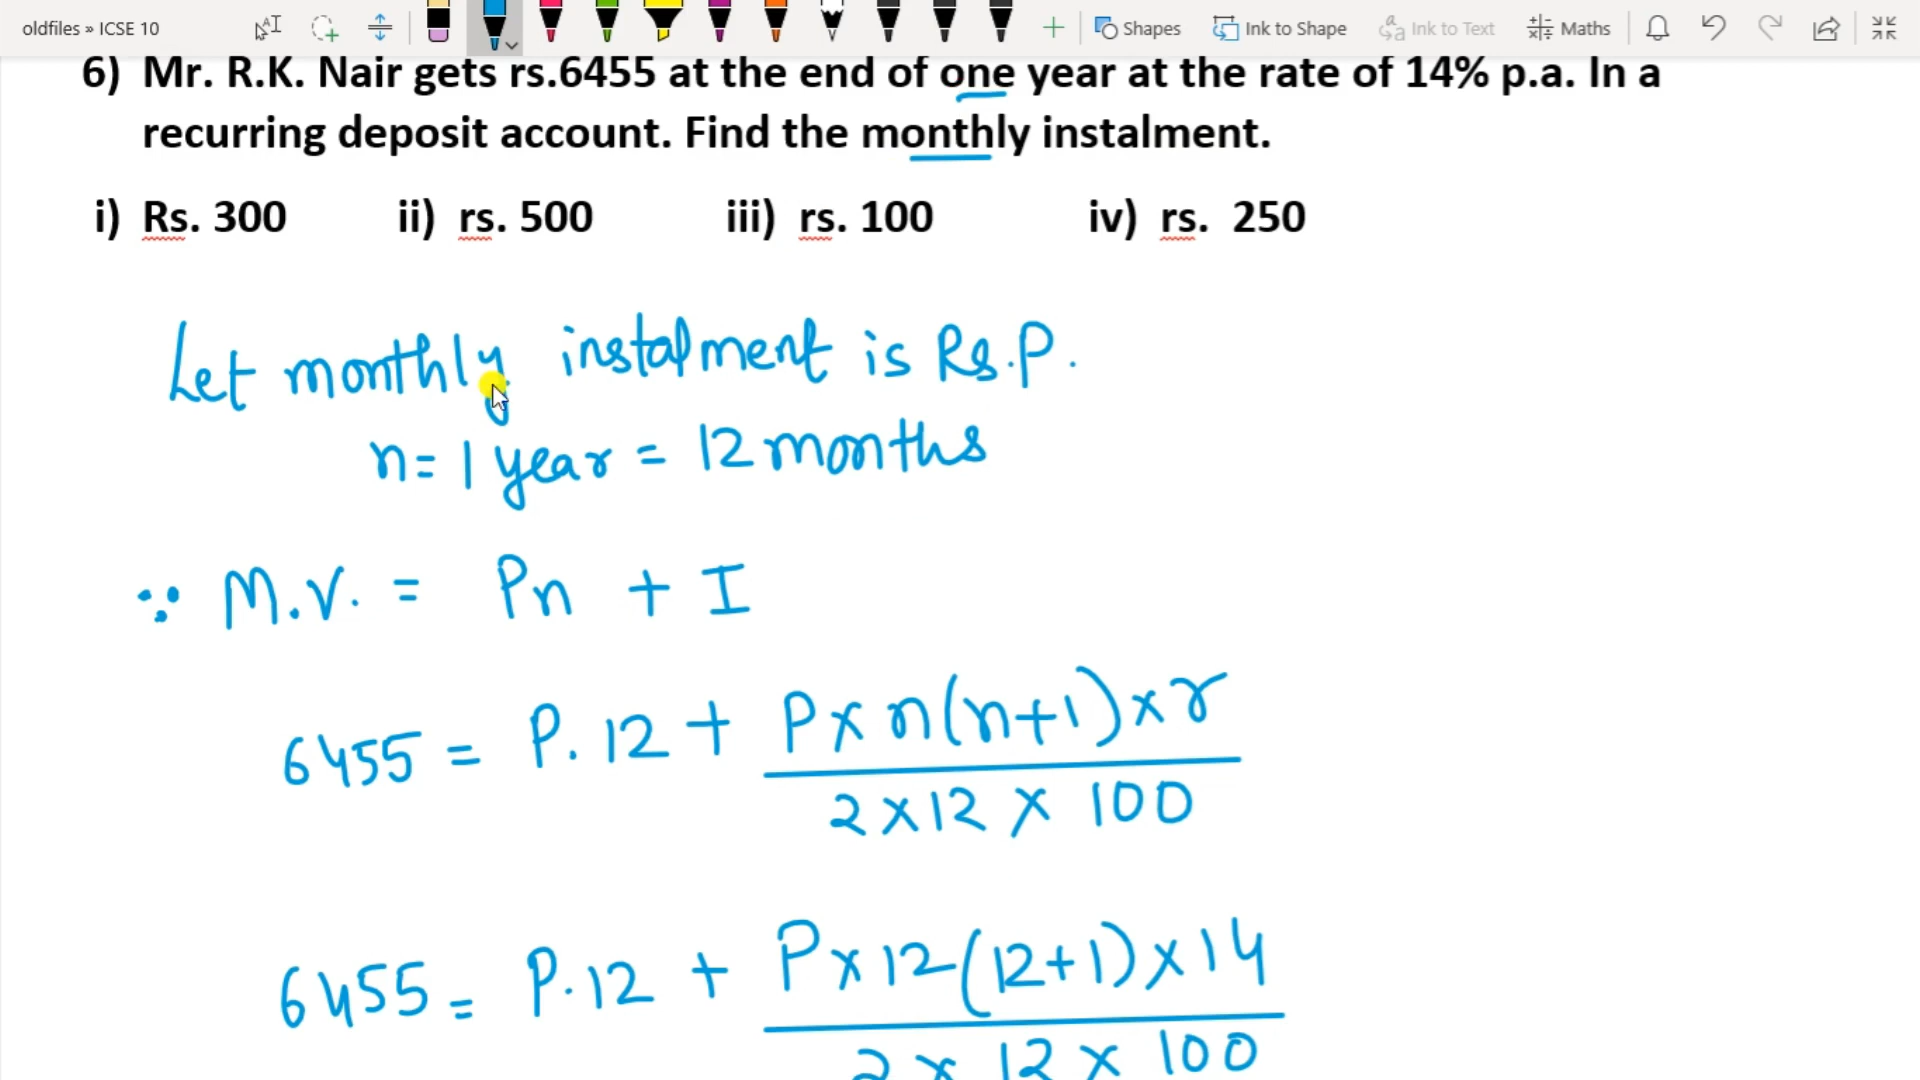 oldfiles » ICSE 10
Shapes
Ink to Shape
Ink to Text
Maths
6) Mr. R.K. Nair gets rs.6455 at the end of one year at the rate of 14% p.a. In a
recurring deposit account. Find the monthly instalment.
i) Rs. 300 ii) rs. 500 iii) rs. 100 iv) rs. 250
Let monthly instalment is Rs.P.
n = 1 year = 12 months
∵ M.V. = Pn + I
6455 = P. 12 + P x n(n+1) x r
2 x 12 x 100
6455 = P.12 + P x 12(12+1) x 14
2 x 12 x 100